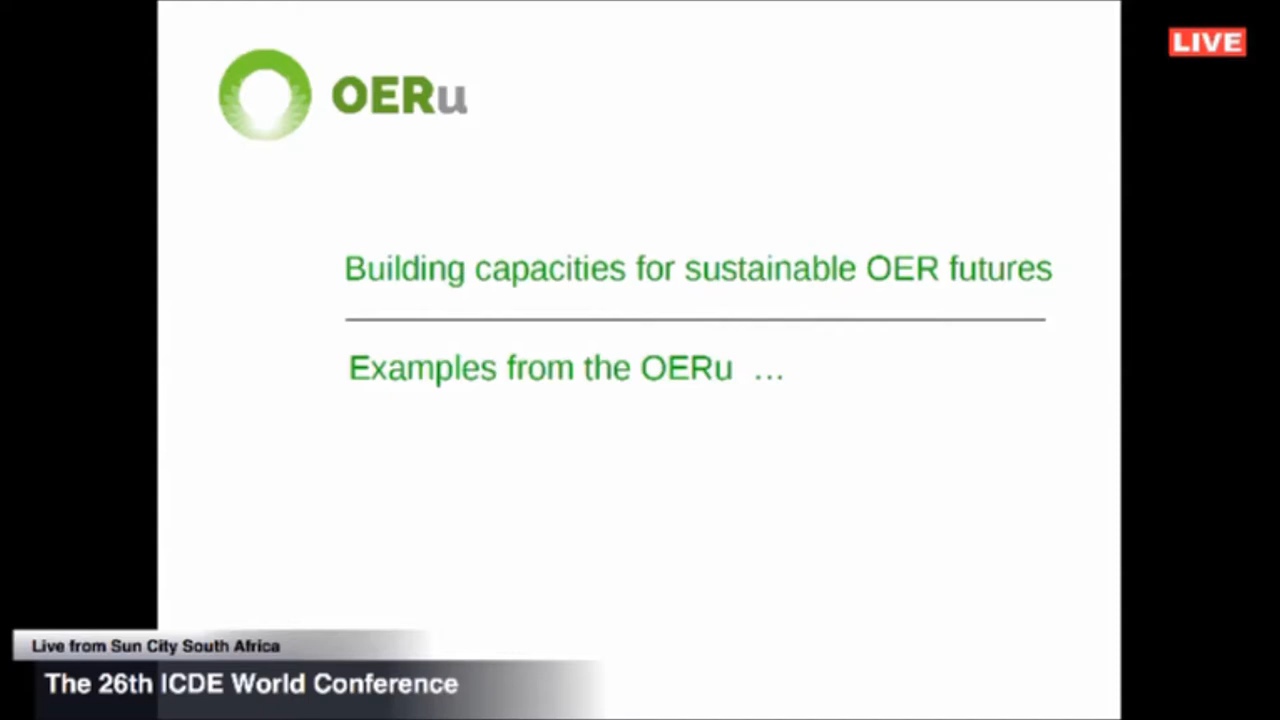 LIVE
OERu
Building capacities for sustainable OER futures
Examples from the OERu ...
Live from Sun City South Africa
The 26th ICDE World Conference